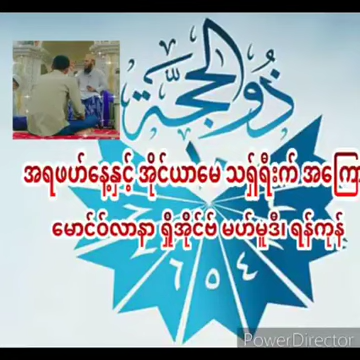 ذُو الحِجَّة
အရဖဟ်နေ့နှင့် အိုင်ယာမေ သရှ်ရီးက် အကြော
မောင်ဝ်လာနာ ရှိအိုင်ဗ် မဟ်မူဒီ၊ ရန်ကုန်
٦ ٥ ٤
PowerDirector